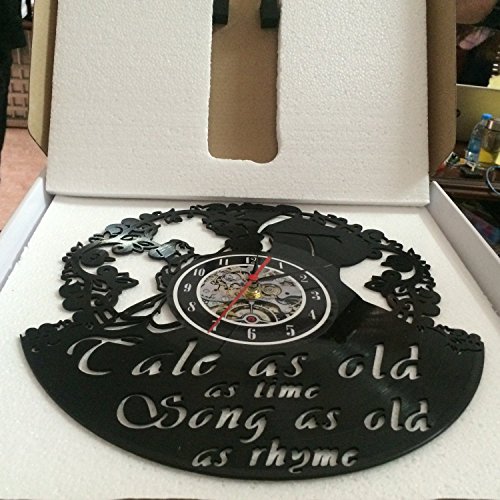 Tale as old
as time
Song as old
as rhyme